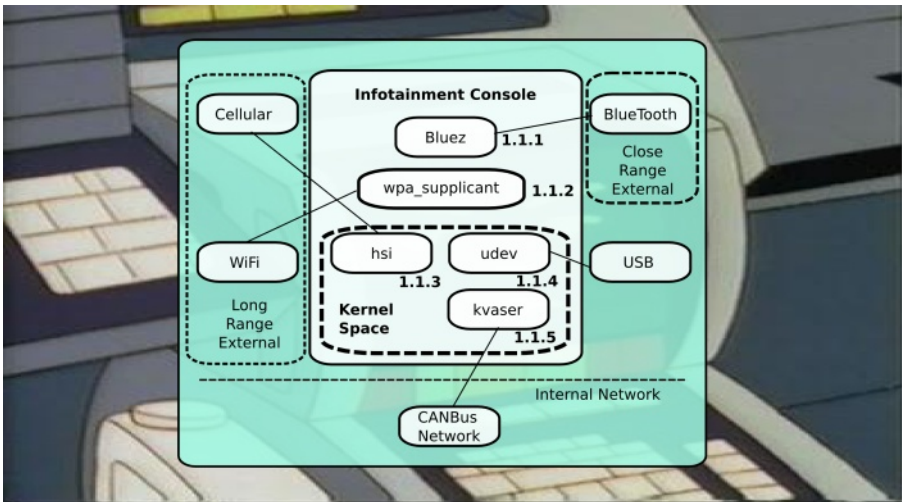 Infotainment Console
Cellular
Bluez
1.1.1
BlueTooth
Close
Range
External
wpa_supplicant
1.1.2
WiFi
hsi
1.1.3
udev
1.1.4
USB
Long
Range
External
Kernel
Space
kvaser
1.1.5
Internal Network
CANBus
Network